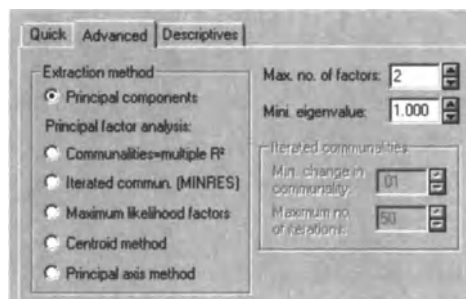 Quick Advanced Descriptives
Extraction method
Principal components
Principal factor analysis:
Communalities=multiple R²
Iterated commun. (MINRES)
Maximum likelihood factors
Centroid method
Principal axis method
Max. no. of factors: 2
Mini. eigenvalue: 1.000
Iterated communalities
Min. change in
communality: .01
Maximum no.
of iterations: 50